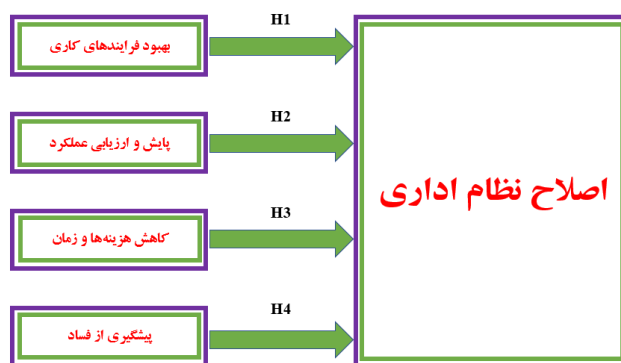 H1
بهبود فرایندهای کاری
H2
پایش و ارزیابی عملکرد
اصلاح نظام اداری
H3
کاهش هزینه‌ها و زمان
H4
پیشگیری از فساد